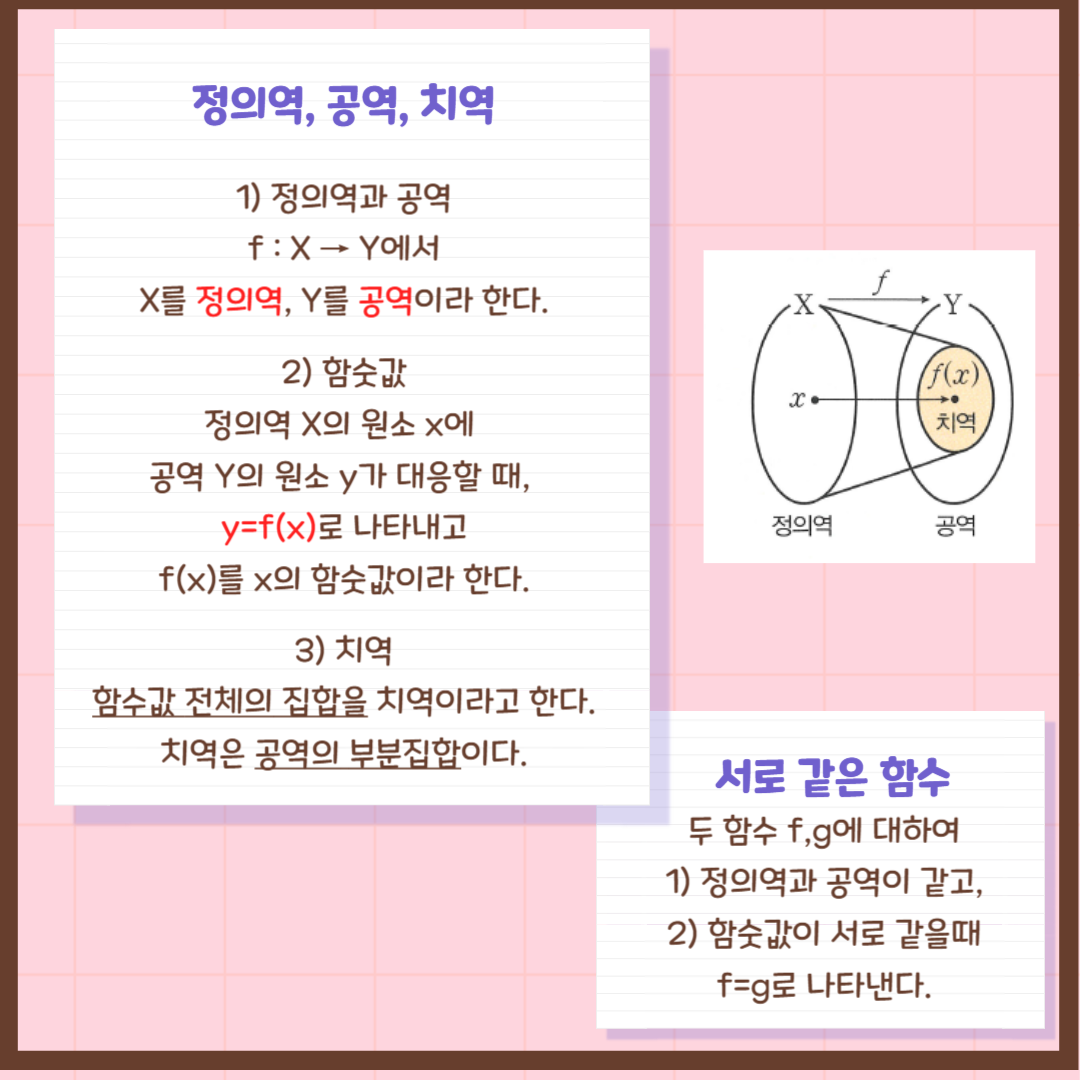 정의역, 공역, 치역
1) 정의역과 공역
f : X → Y에서
X를 정의역, Y를 공역이라 한다.
2) 함숫값
정의역 X의 원소 x에
공역 Y의 원소 y가 대응할 때,
y=f(x)로 나타내고
f(x)를 x의 함숫값이라 한다.
3) 치역
함수값 전체의 집합을 치역이라고 한다.
치역은 공역의 부분집합이다.
f
X Y
f(x)
x
치역
정의역 공역
서로 같은 함수
두 함수 f,g에 대하여
1) 정의역과 공역이 같고,
2) 함숫값이 서로 같을때
f=g로 나타낸다.